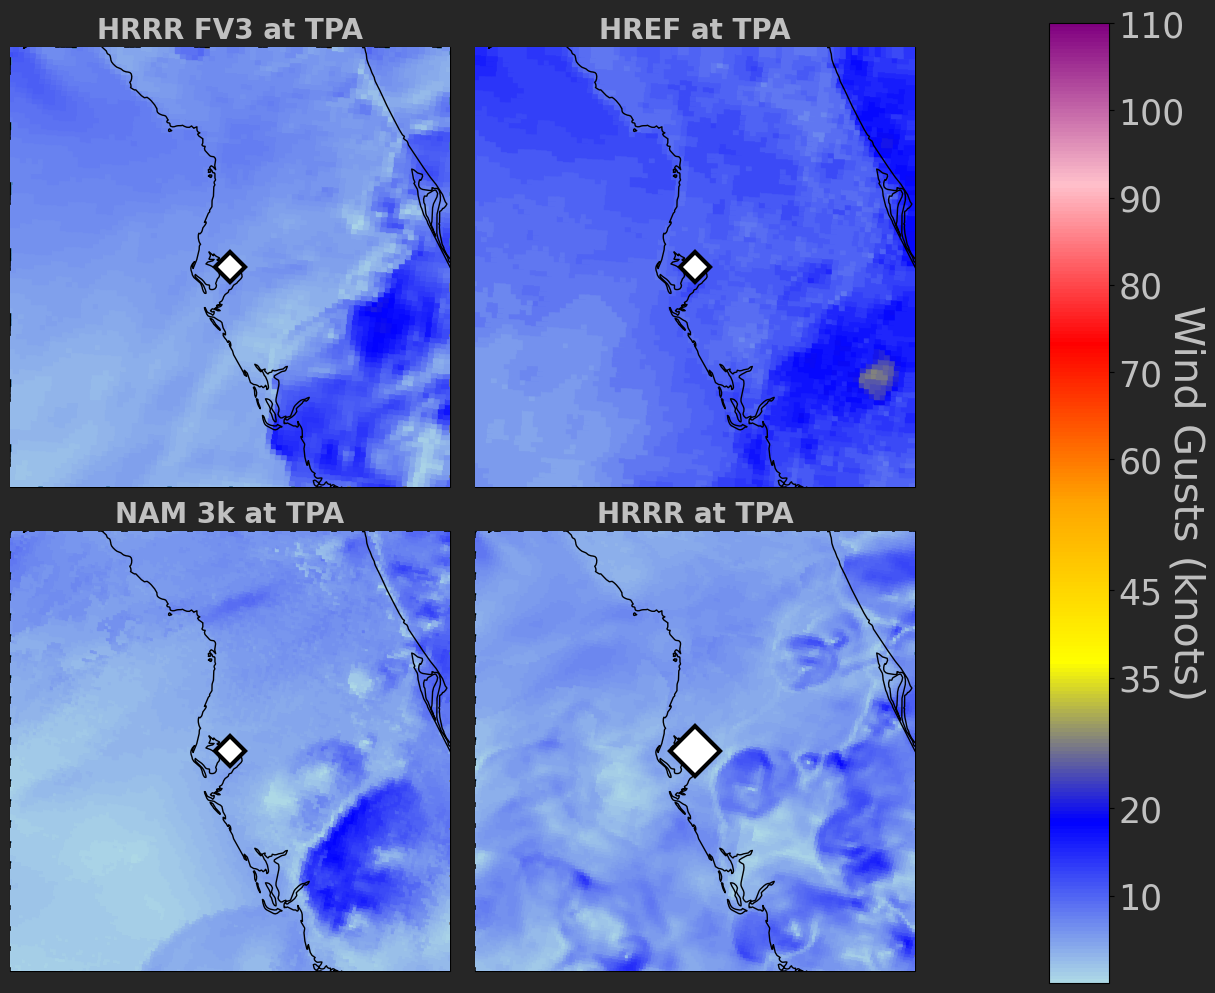 HRRR FV3 at TPA
HREF at TPA
NAM 3k at TPA
HRRR at TPA
110
100
90
80
70
60
45
35
20
10
Wind Gusts (knots)